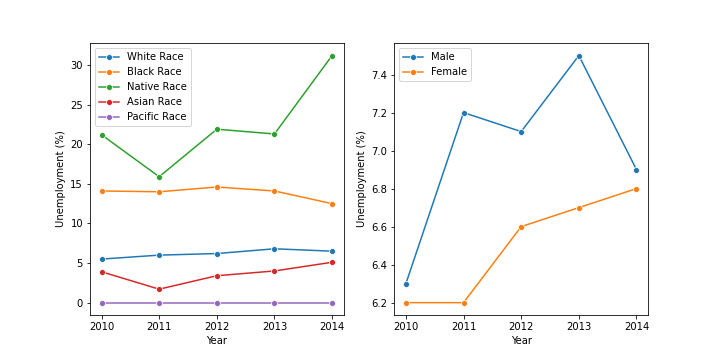 White Race
Black Race
Native Race
Asian Race
Pacific Race
30
25
20
15
10
5
0
Unemployment (%)
2010 2011 2012 2013 2014
Year
Male
Female
7.4
7.2
7.0
6.8
6.6
6.4
6.2
Unemployment (%)
2010 2011 2012 2013 2014
Year